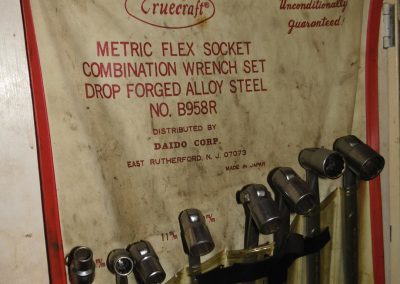 Truecraft®
Unconditionally
Guaranteed!
METRIC FLEX SOCKET
COMBINATION WRENCH SET
DROP FORGED ALLOY STEEL
NO. B958R
DISTRIBUTED BY
DAIDO CORP.
EAST RUTHERFORD, N. J. 07073
MADE IN JAPAN
11 m/m